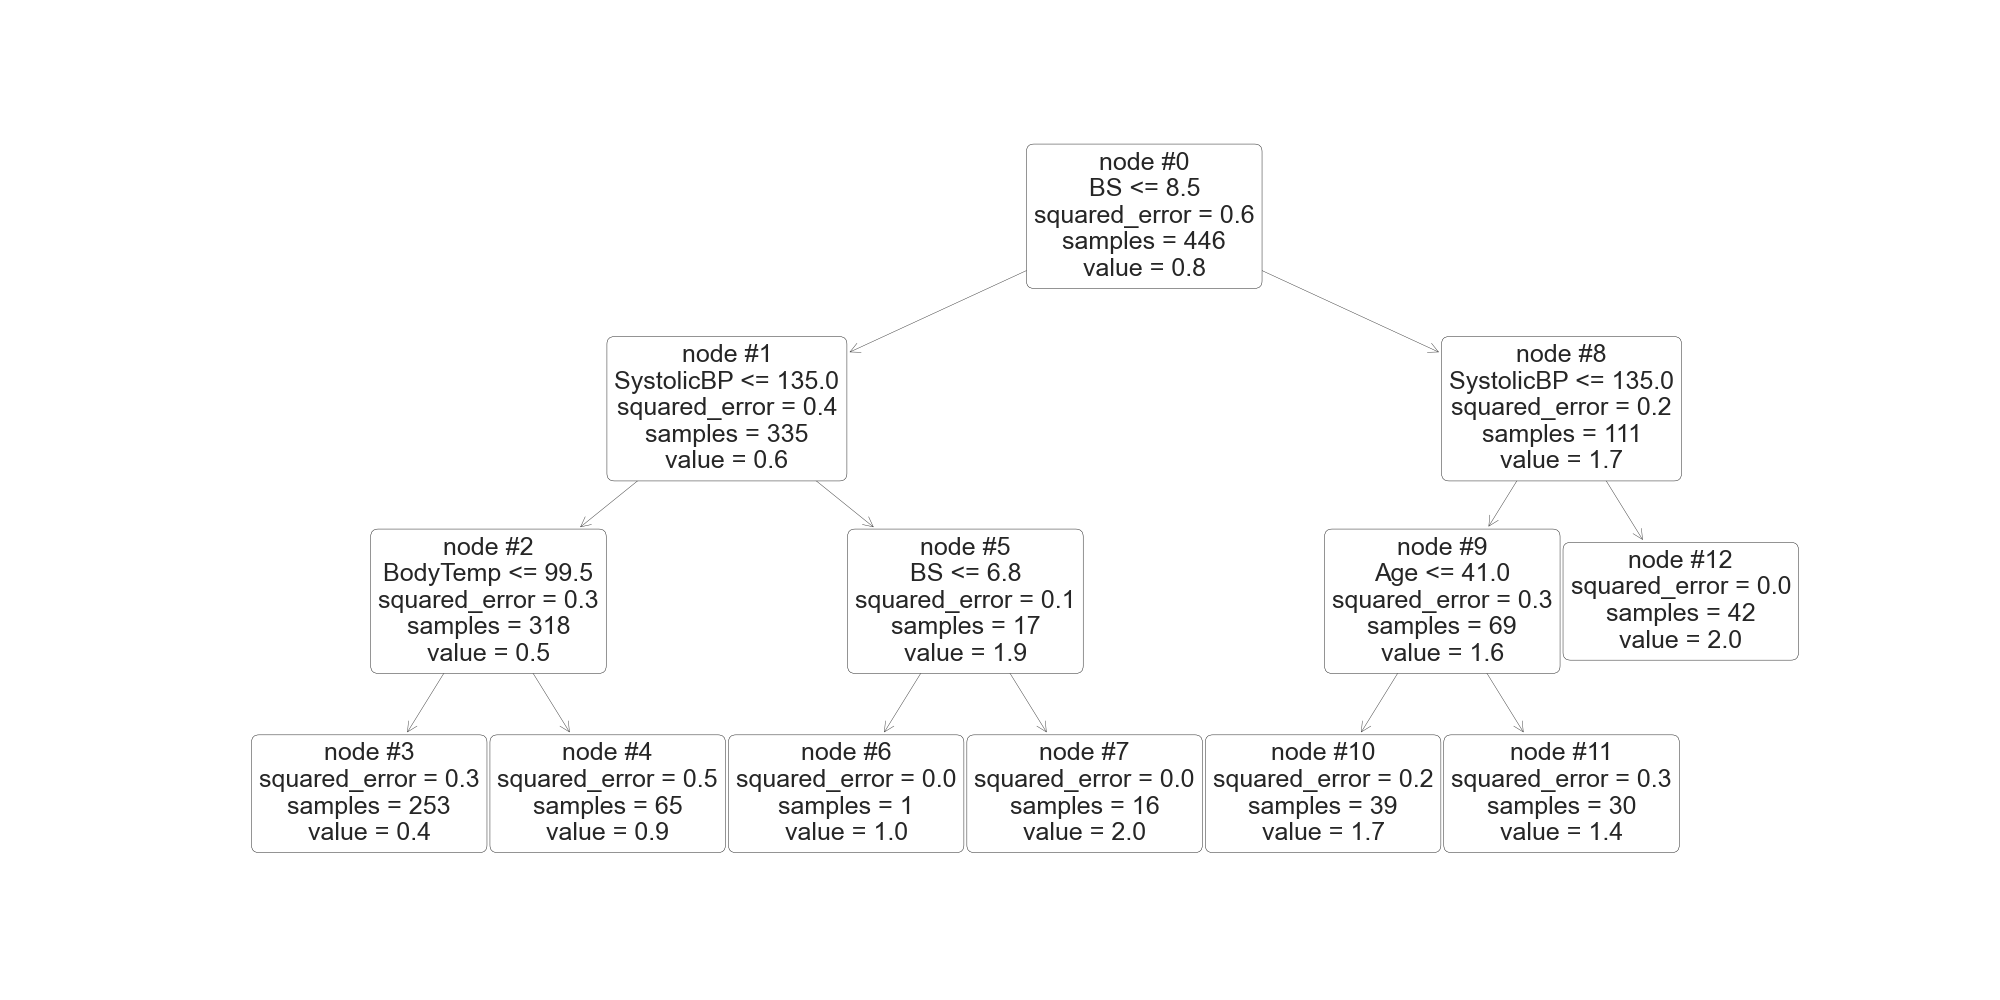 node #0
BS <= 8.5
squared_error = 0.6
samples = 446
value = 0.8
node #1
SystolicBP <= 135.0
squared_error = 0.4
samples = 335
value = 0.6
node #8
SystolicBP <= 135.0
squared_error = 0.2
samples = 111
value = 1.7
node #2
BodyTemp <= 99.5
squared_error = 0.3
samples = 318
value = 0.5
node #5
BS <= 6.8
squared_error = 0.1
samples = 17
value = 1.9
node #9
Age <= 41.0
squared_error = 0.3
samples = 69
value = 1.6
node #12
squared_error = 0.0
samples = 42
value = 2.0
node #3
squared_error = 0.3
samples = 253
value = 0.4
node #4
squared_error = 0.5
samples = 65
value = 0.9
node #6
squared_error = 0.0
samples = 1
value = 1.0
node #7
squared_error = 0.0
samples = 16
value = 2.0
node #10
squared_error = 0.2
samples = 39
value = 1.7
node #11
squared_error = 0.3
samples = 30
value = 1.4